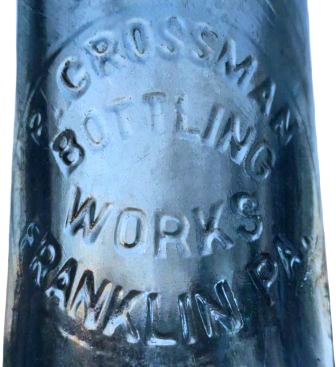 CROSSMAN
BOTTLING
WORKS
FRANKLIN PA.